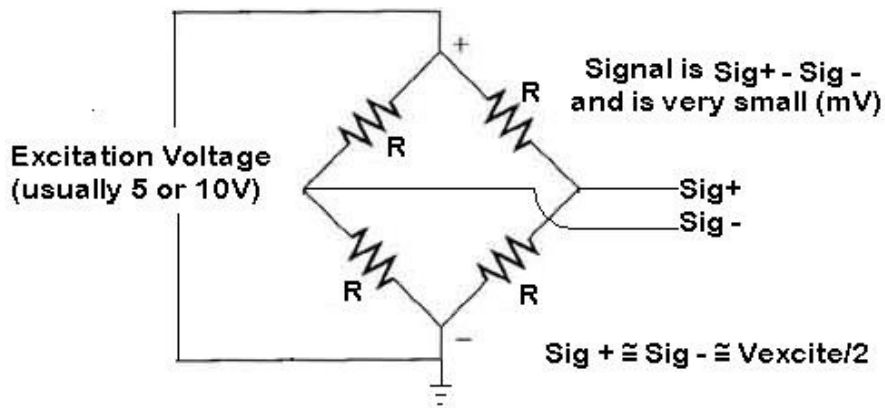 +
Signal is Sig+ - Sig -
and is very small (mV)
R
R
R
Excitation Voltage
(usually 5 or 10V)
Sig+
Sig -
R
R
−
Sig + ≅ Sig - ≅ Vexcite/2